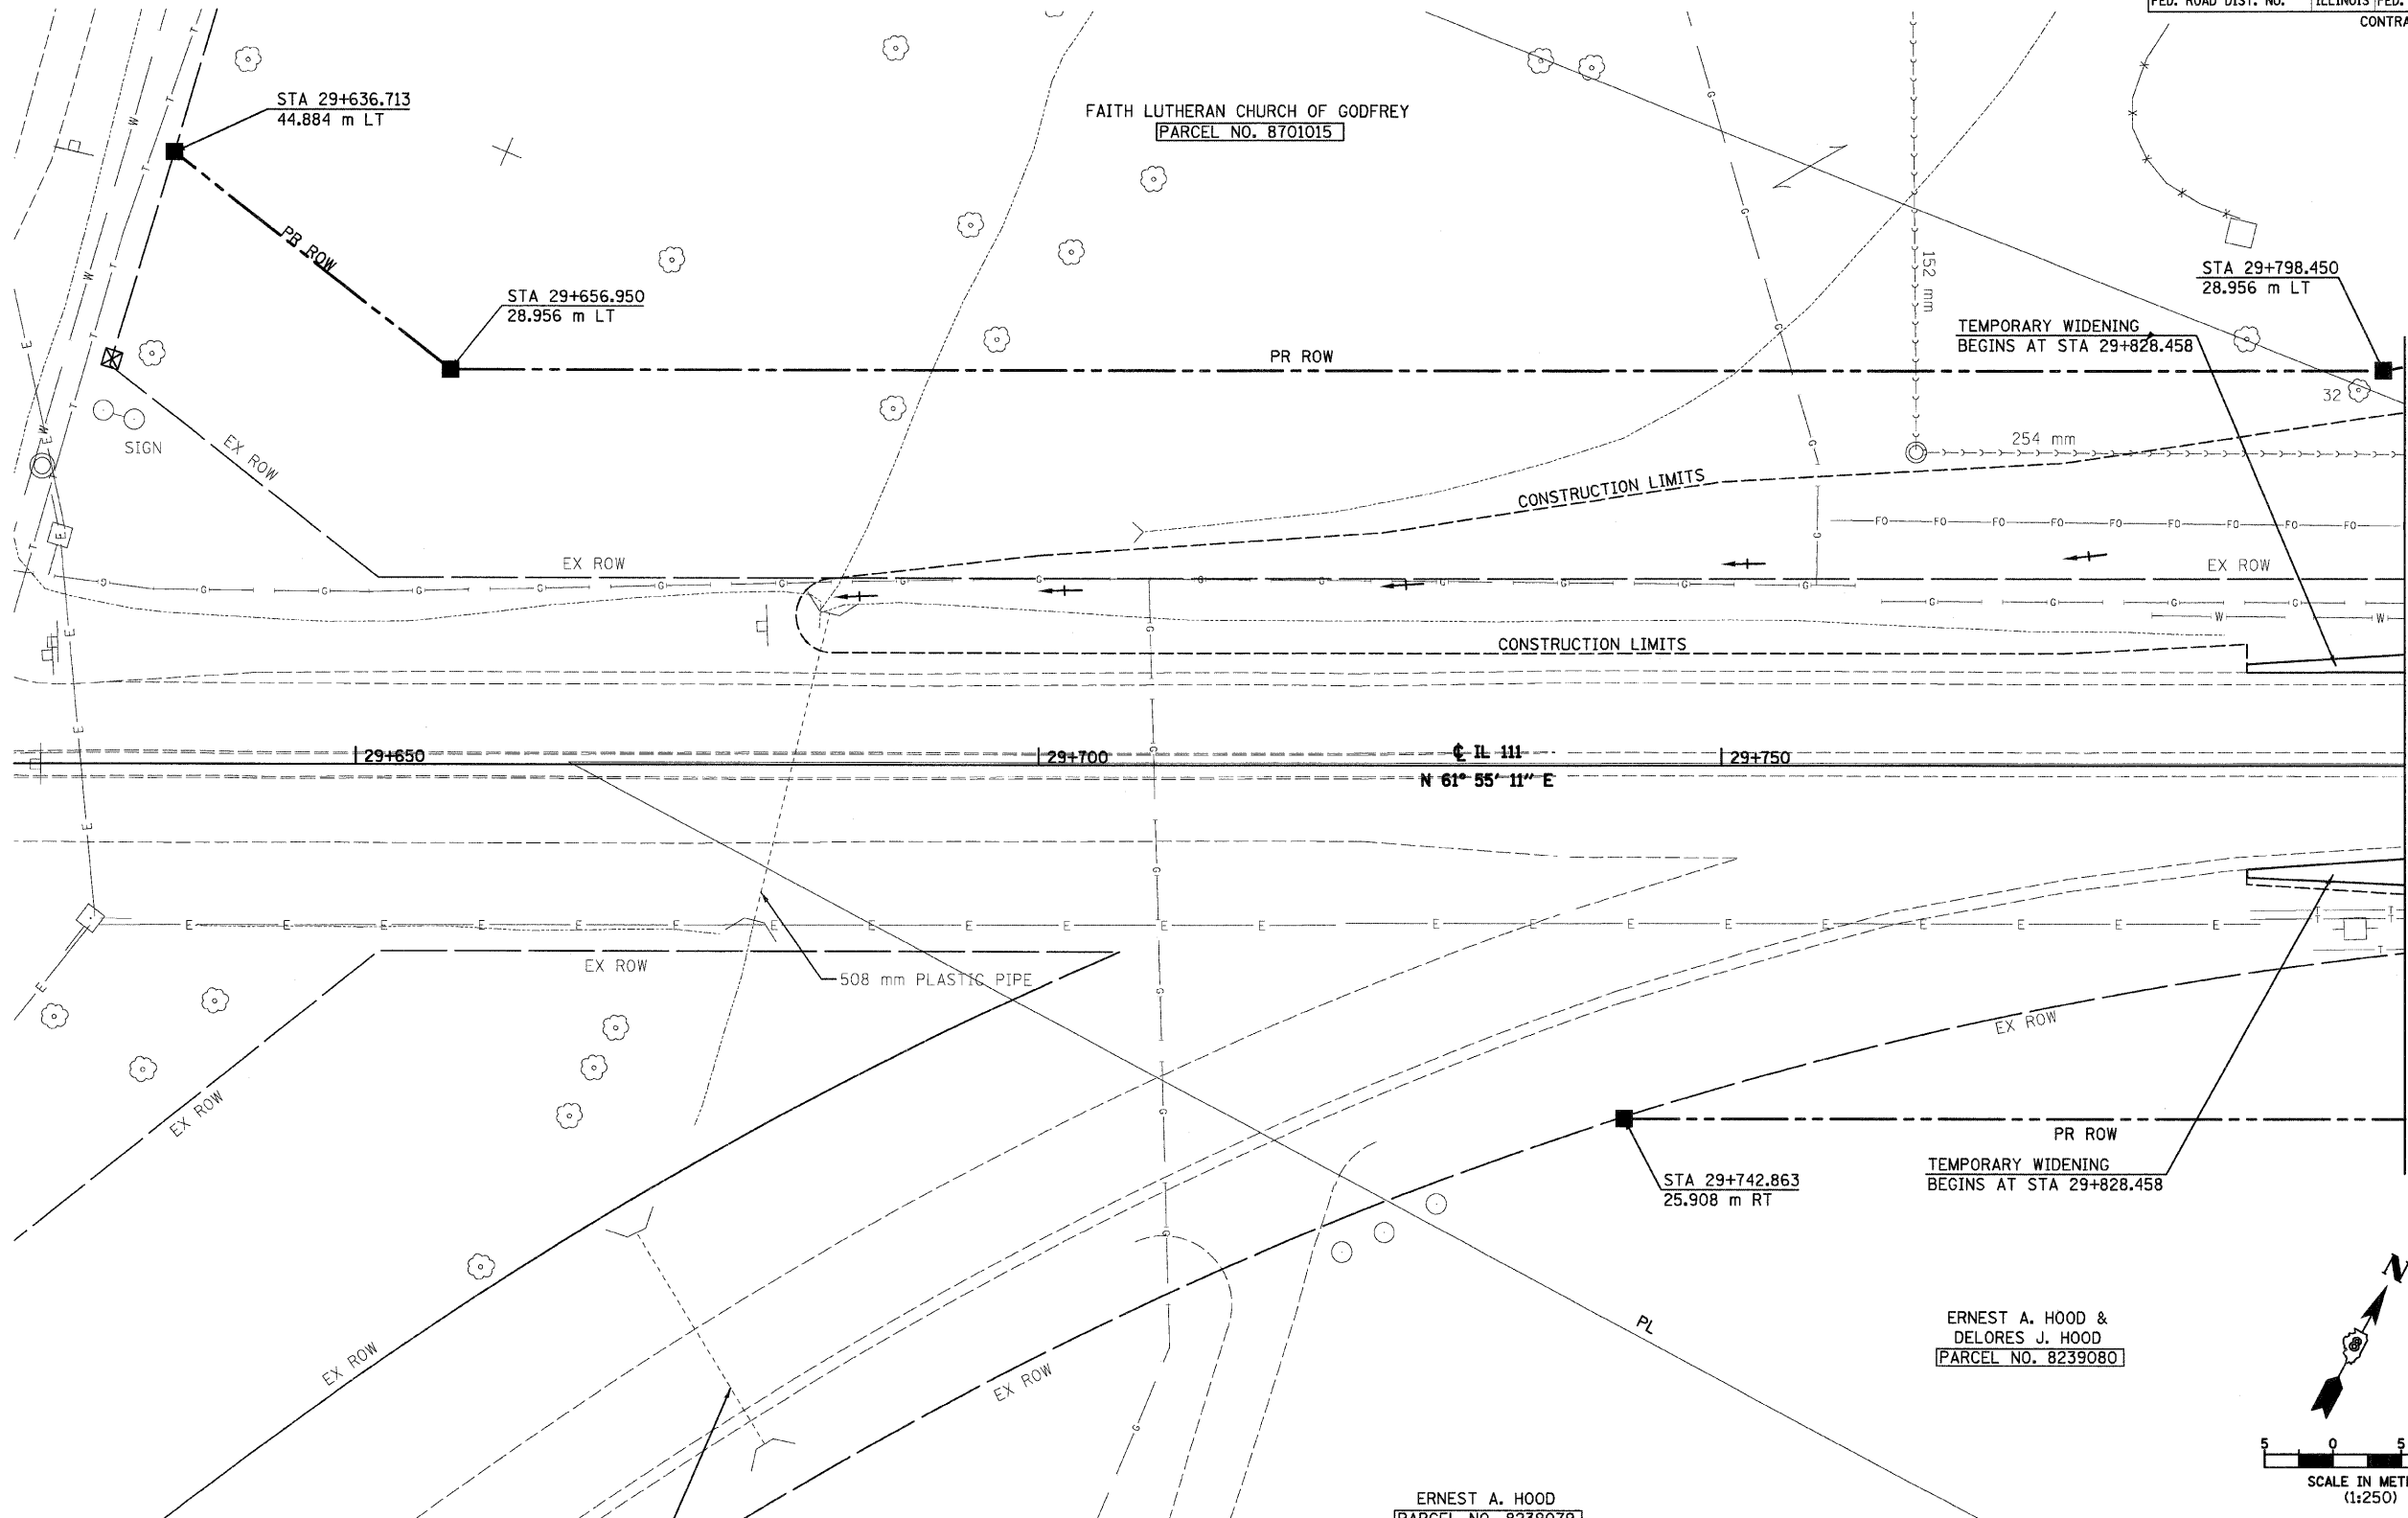 FED. ROAD DIST. NO.
ILLINOIS
FED.
CONTRA
STA 29+636.713
44.884 m LT
FAITH LUTHERAN CHURCH OF GODFREY
PARCEL NO. 8701015
PR ROW
STA 29+656.950
28.956 m LT
152 mm
STA 29+798.450
28.956 m LT
TEMPORARY WIDENING
BEGINS AT STA 29+828.458
PR ROW
32
SIGN
EX ROW
254 mm
CONSTRUCTION LIMITS
EX ROW
EX ROW
CONSTRUCTION LIMITS
29+650
29+700
℄ IL 111
29+750
N 61° 55' 11" E
EX ROW
508 mm PLASTIC PIPE
EX ROW
EX ROW
PR ROW
STA 29+742.863
25.908 m RT
TEMPORARY WIDENING
BEGINS AT STA 29+828.458
PL
EX ROW
EX ROW
ERNEST A. HOOD &
DELORES J. HOOD
PARCEL NO. 8239080
N
8
5 0 5
SCALE IN MET
(1:250)
ERNEST A. HOOD
PARCEL NO. 8238079